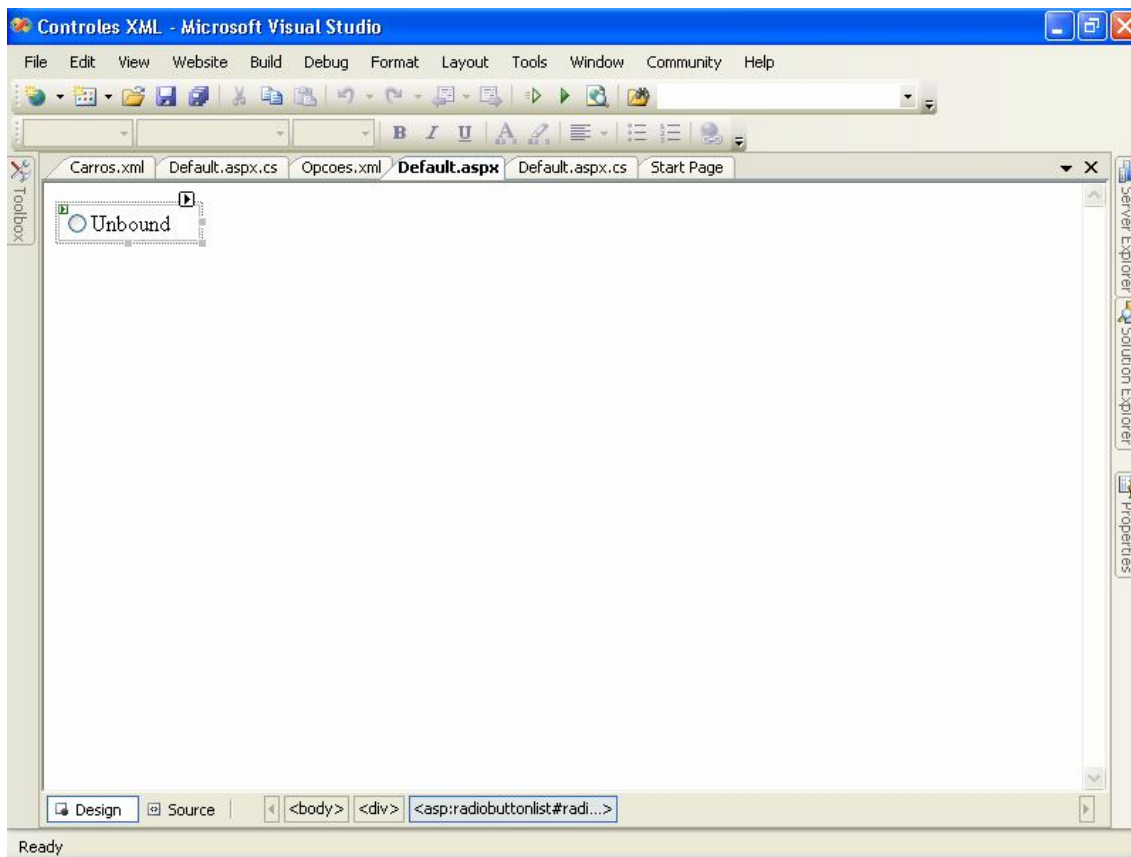 Controles XML - Microsoft Visual Studio
File Edit View Website Build Debug Format Layout Tools Window Community Help
B I U A
Carros.xml Default.aspx.cs Opcoes.xml Default.aspx Default.aspx.cs Start Page
Toolbox
Unbound
Server Explorer
Solution Explorer
Properties
Design Source <body> <div> <asp:radiobuttonlist#radi...>
Ready